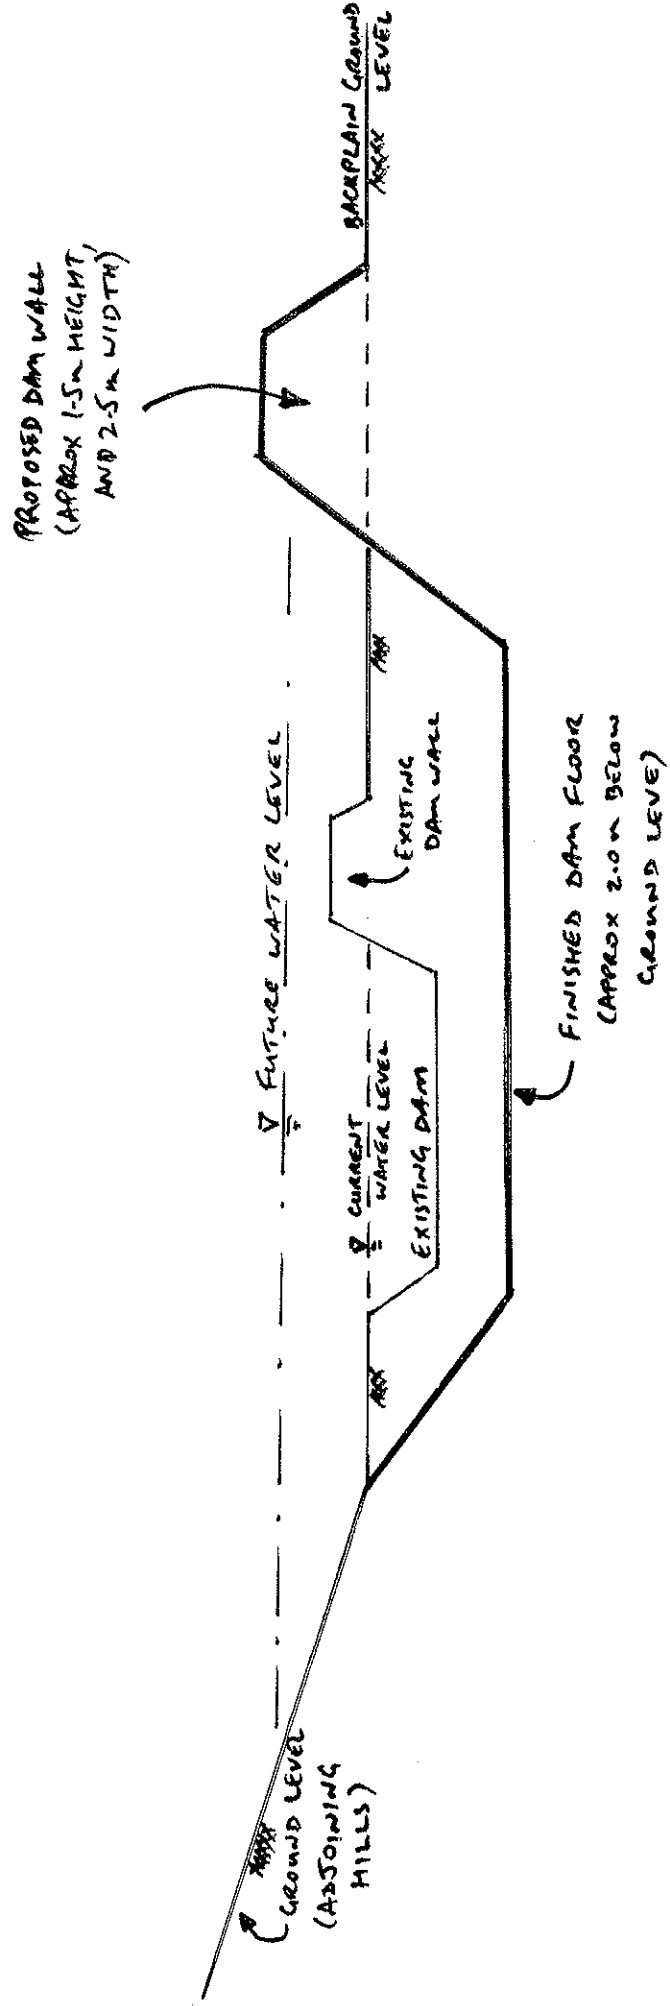 PROPOSED DAM WALL
(APPROX 1.5m HEIGHT,
AND 2.5m WIDTH)
BACKPLAIN GROUND
LEVEL
FUTURE WATER LEVEL
EXISTING
DAM WALL
CURRENT
WATER LEVEL
EXISTING DAM
GROUND LEVEL
(ADJOINING
HILLS)
FINISHED DAM FLOOR
(APPROX 2.0m BELOW
GROUND LEVE)